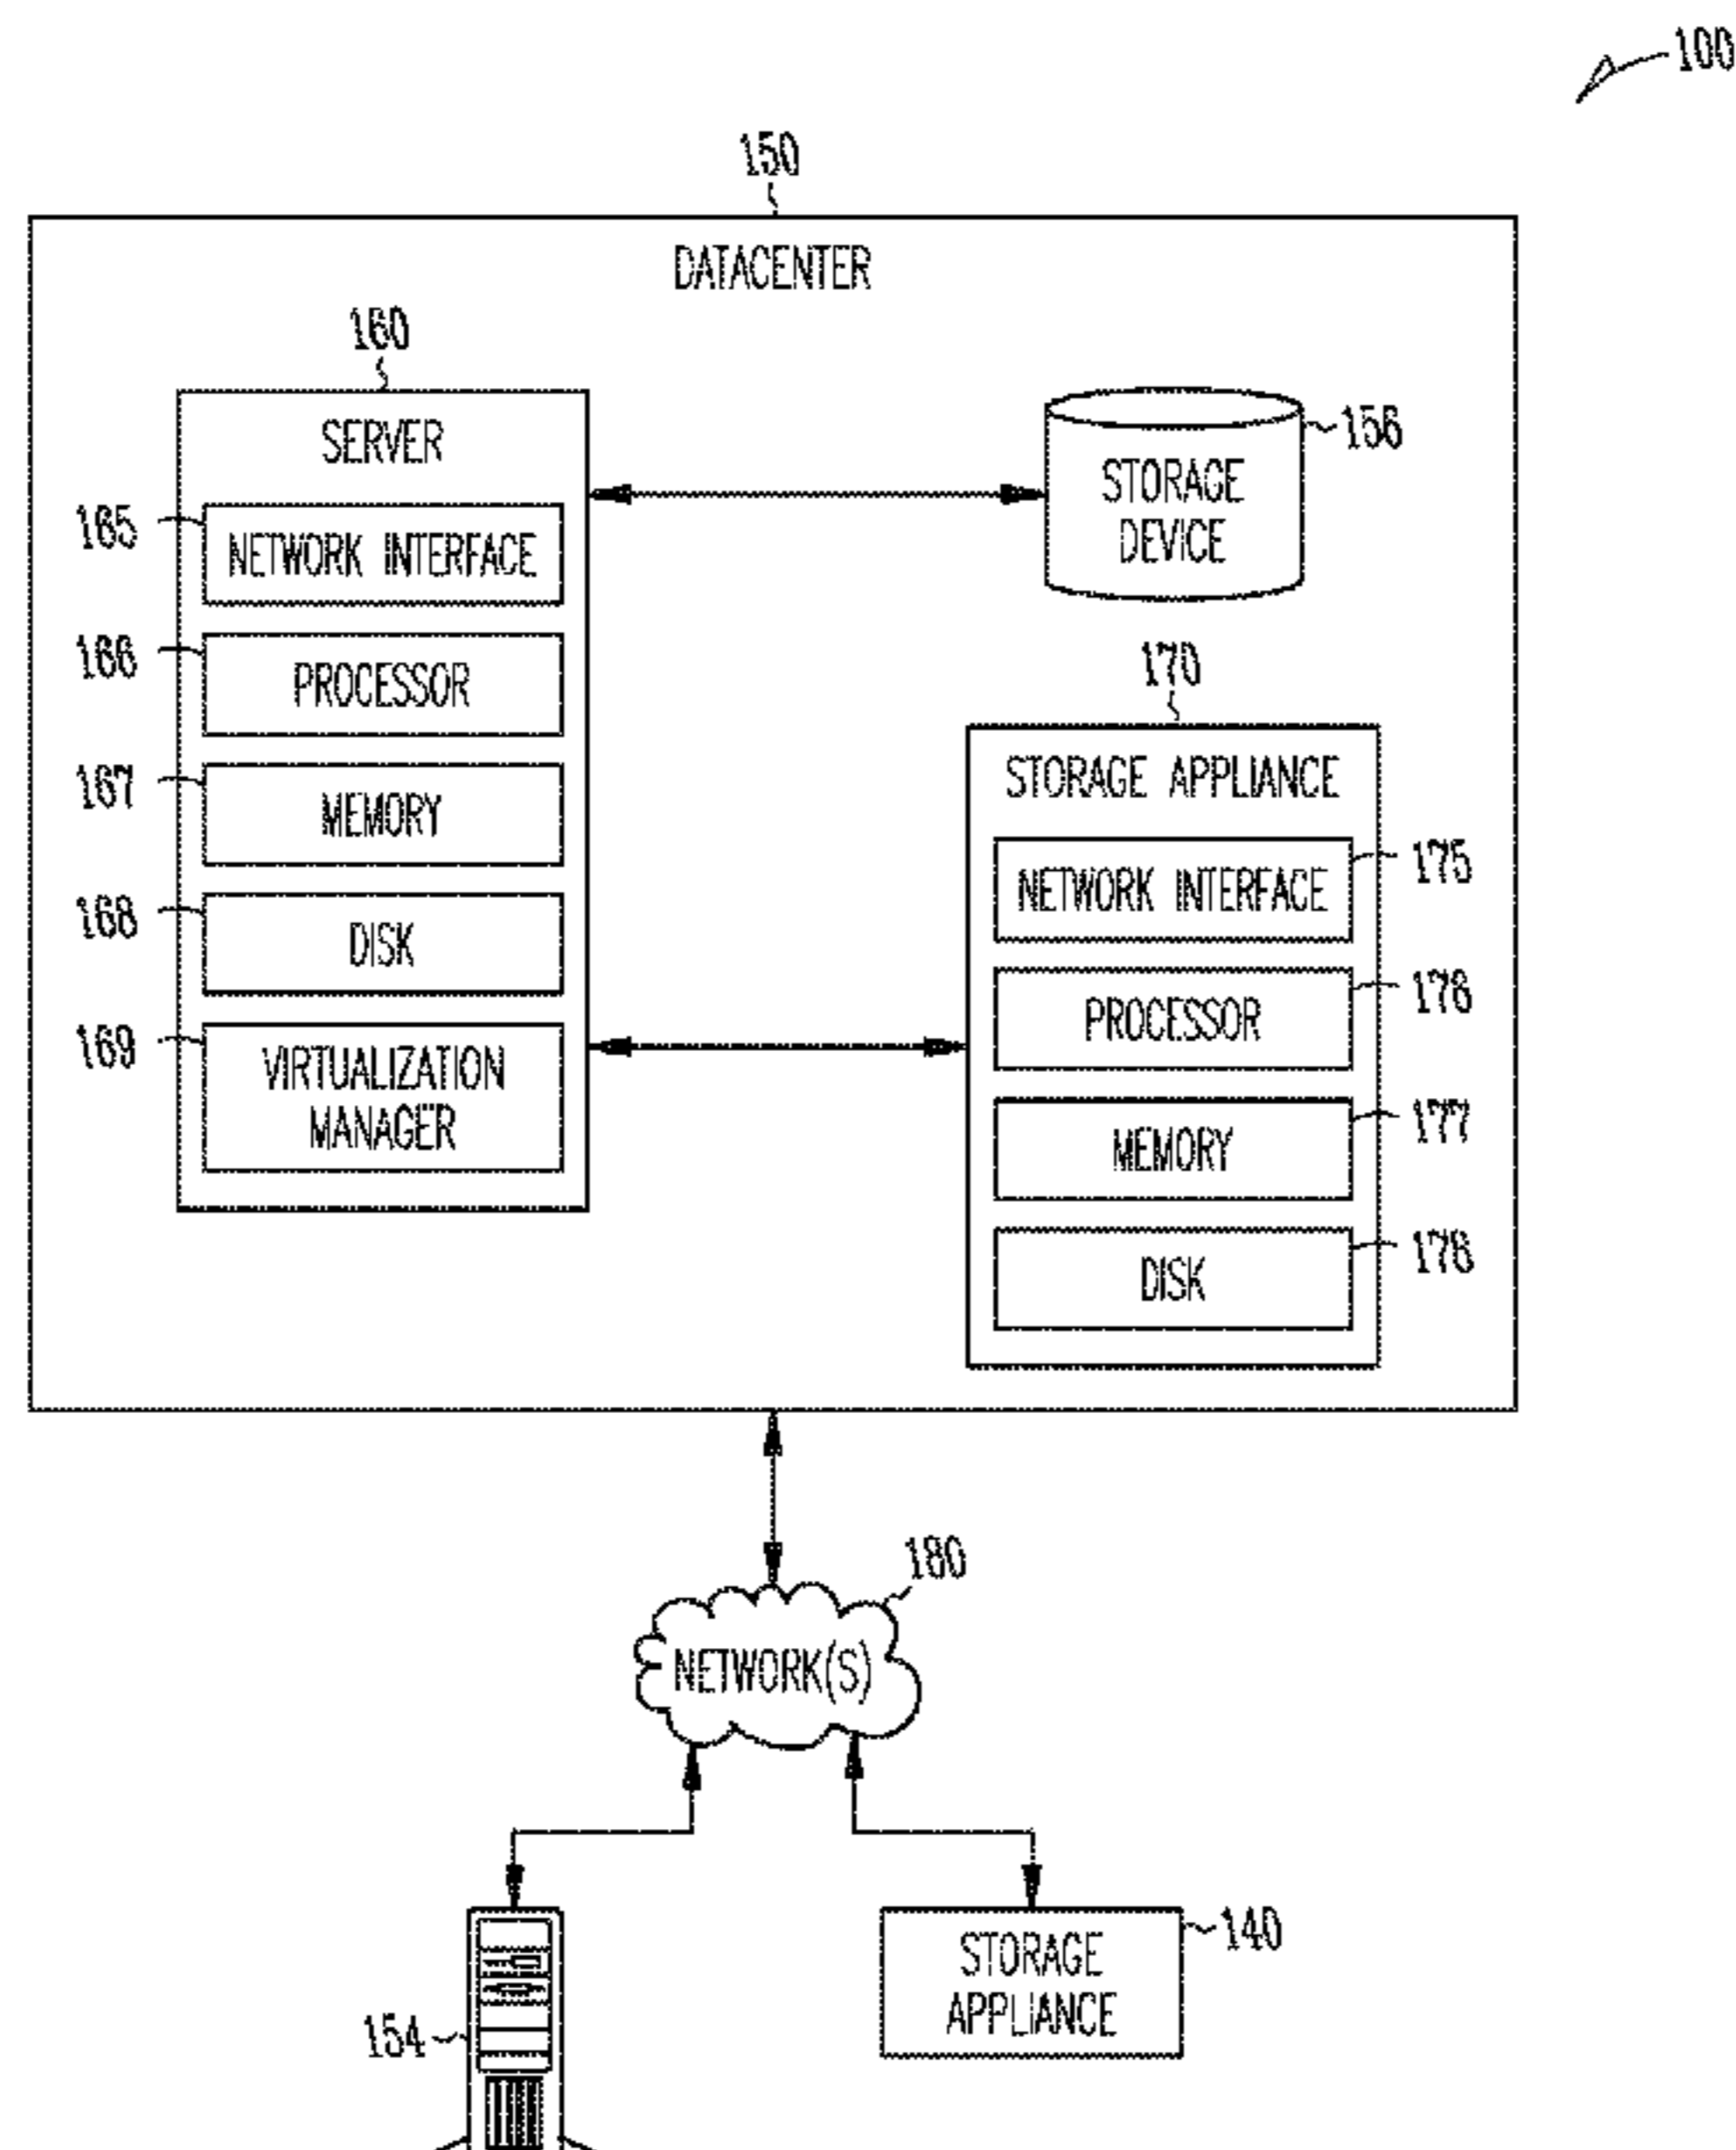 100
150
DATACENTER
160
SERVER
165
NETWORK INTERFACE
166
PROCESSOR
167
MEMORY
168
DISK
169
VIRTUALIZATION
MANAGER
156
STORAGE
DEVICE
170
STORAGE APPLIANCE
NETWORK INTERFACE
175
PROCESSOR
176
MEMORY
177
DISK
178
180
NETWORK(S)
154
STORAGE
APPLIANCE
140